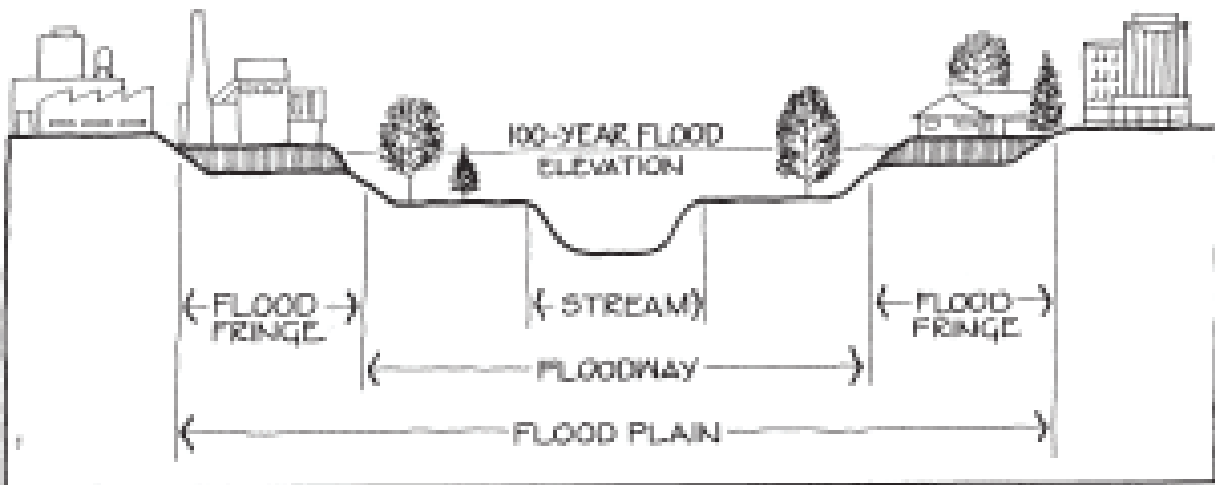 100-YEAR FLOOD
ELEVATION
FLOOD
FRINGE
STREAM
FLOOD
FRINGE
FLOODWAY
FLOOD PLAIN